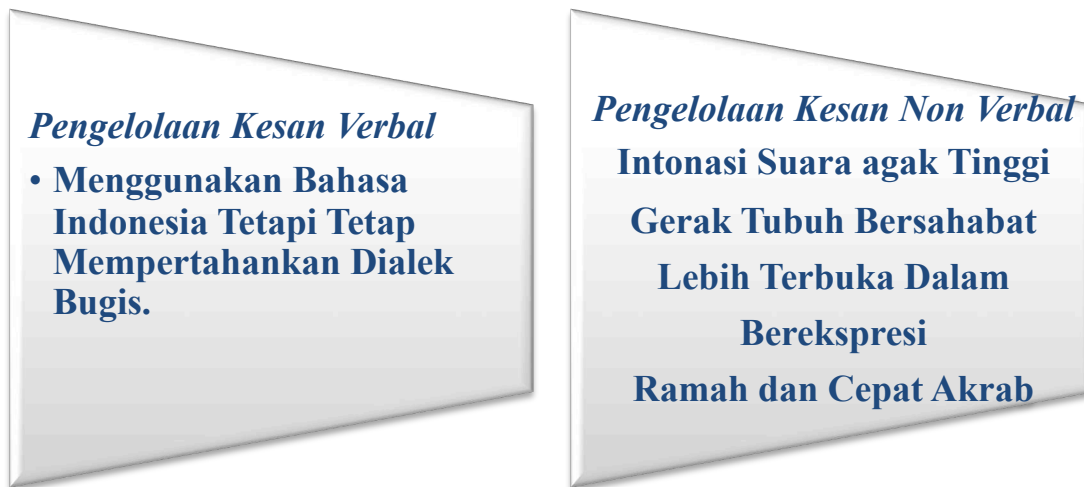 Pengelolaan Kesan Verbal
• Menggunakan Bahasa
Indonesia Tetapi Tetap
Mempertahankan Dialek
Bugis.
Pengelolaan Kesan Non Verbal
Intonasi Suara agak Tinggi
Gerak Tubuh Bersahabat
Lebih Terbuka Dalam
Berekspresi
Ramah dan Cepat Akrab